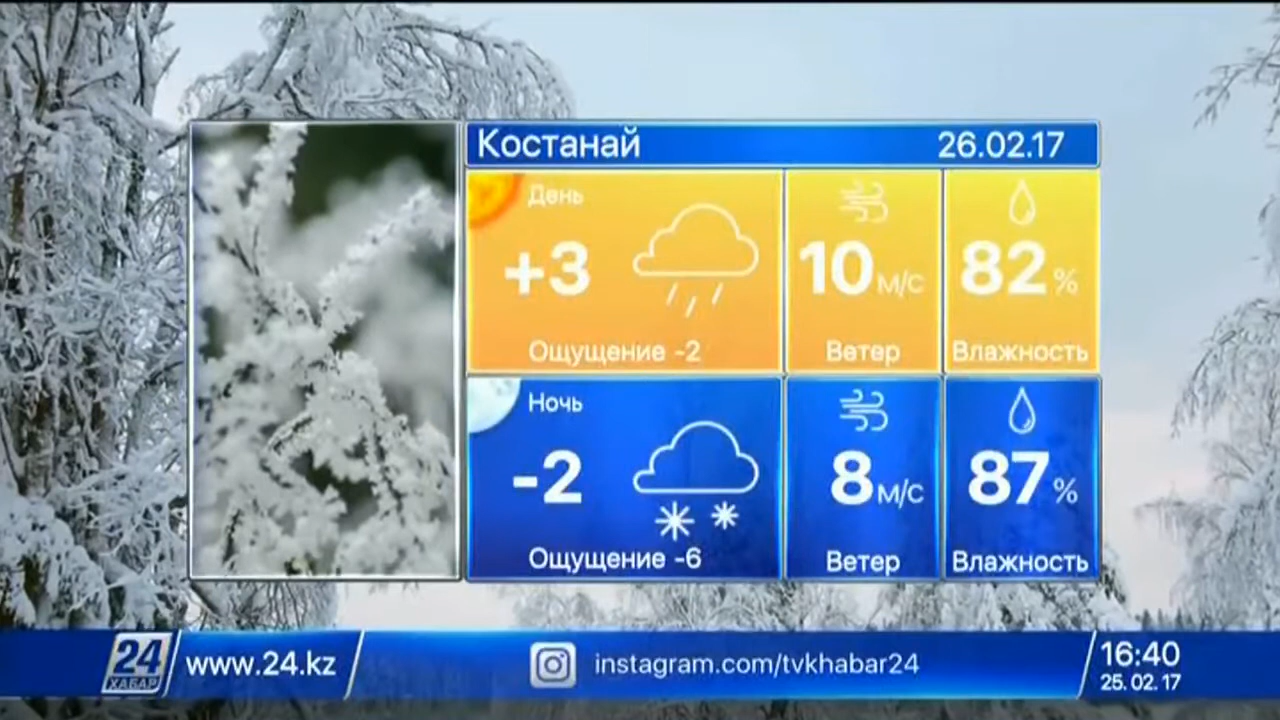 Костанай 26.02.17
День
+3
10 м/с
82 %
Ощущение -2
Ветер
Влажность
Ночь
-2
8 м/с
87 %
Ощущение -6
Ветер
Влажность
24 ХАБАР
www.24.kz
instagram.com/tvkhabar24
16:40
25.02.17